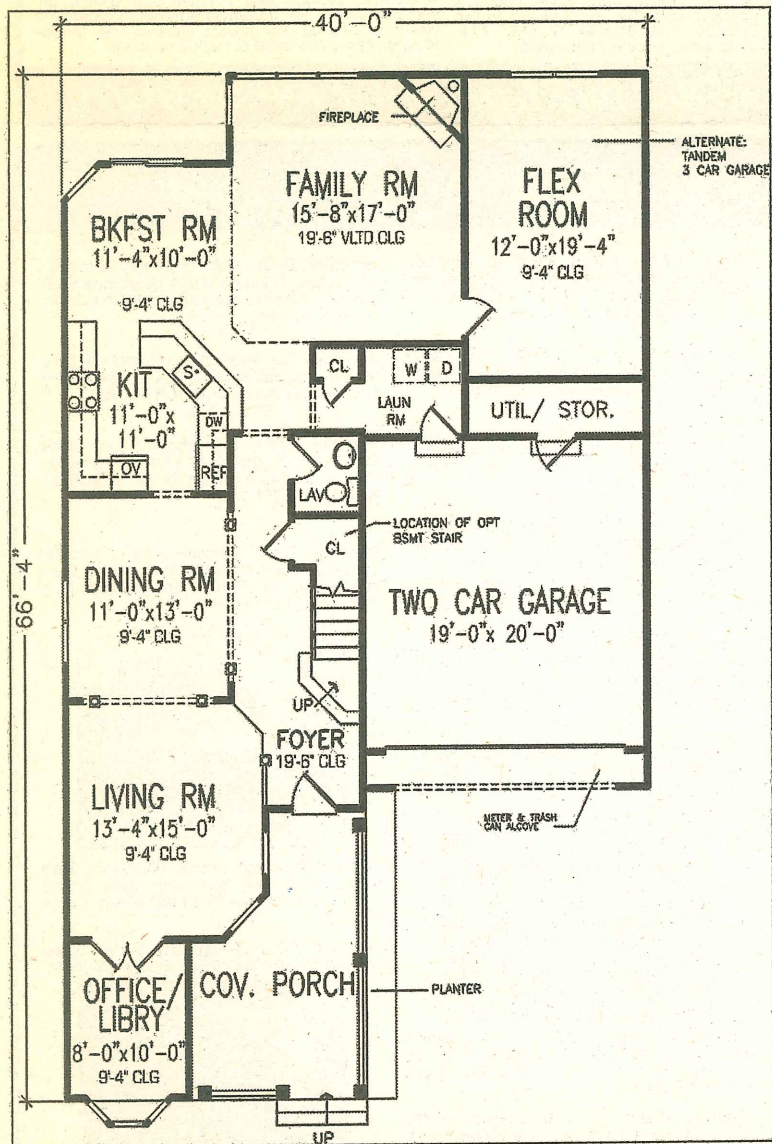 40'-0"
FIREPLACE
ALTERNATE:
TANDEM
3 CAR GARAGE
FAMILY RM
15'-8"x17'-0"
19'-6" VLTD CLG
FLEX
ROOM
12'-0"x19'-4"
9'-4" CLG
BKFST RM
11'-4"x10'-0"
9'-4" CLG
S*
CL
W
D
LAUN
RM
UTIL/ STOR.
KIT
11'-0"x
11'-0"
DW
OV
REF
LAV
LOCATION OF OPT
BSMT STAIR
CL
66'-4"
DINING RM
11'-0"x13'-0"
9'-4" CLG
TWO CAR GARAGE
19'-0"x 20'-0"
UP
FOYER
19'-6" CLG
LIVING RM
13'-4"x15'-0"
9'-4" CLG
METER & TRASH
CAN ALCOVE
OFFICE/
LIBRY
8'-0"x10'-0"
9'-4" CLG
COV. PORCH
PLANTER
UP